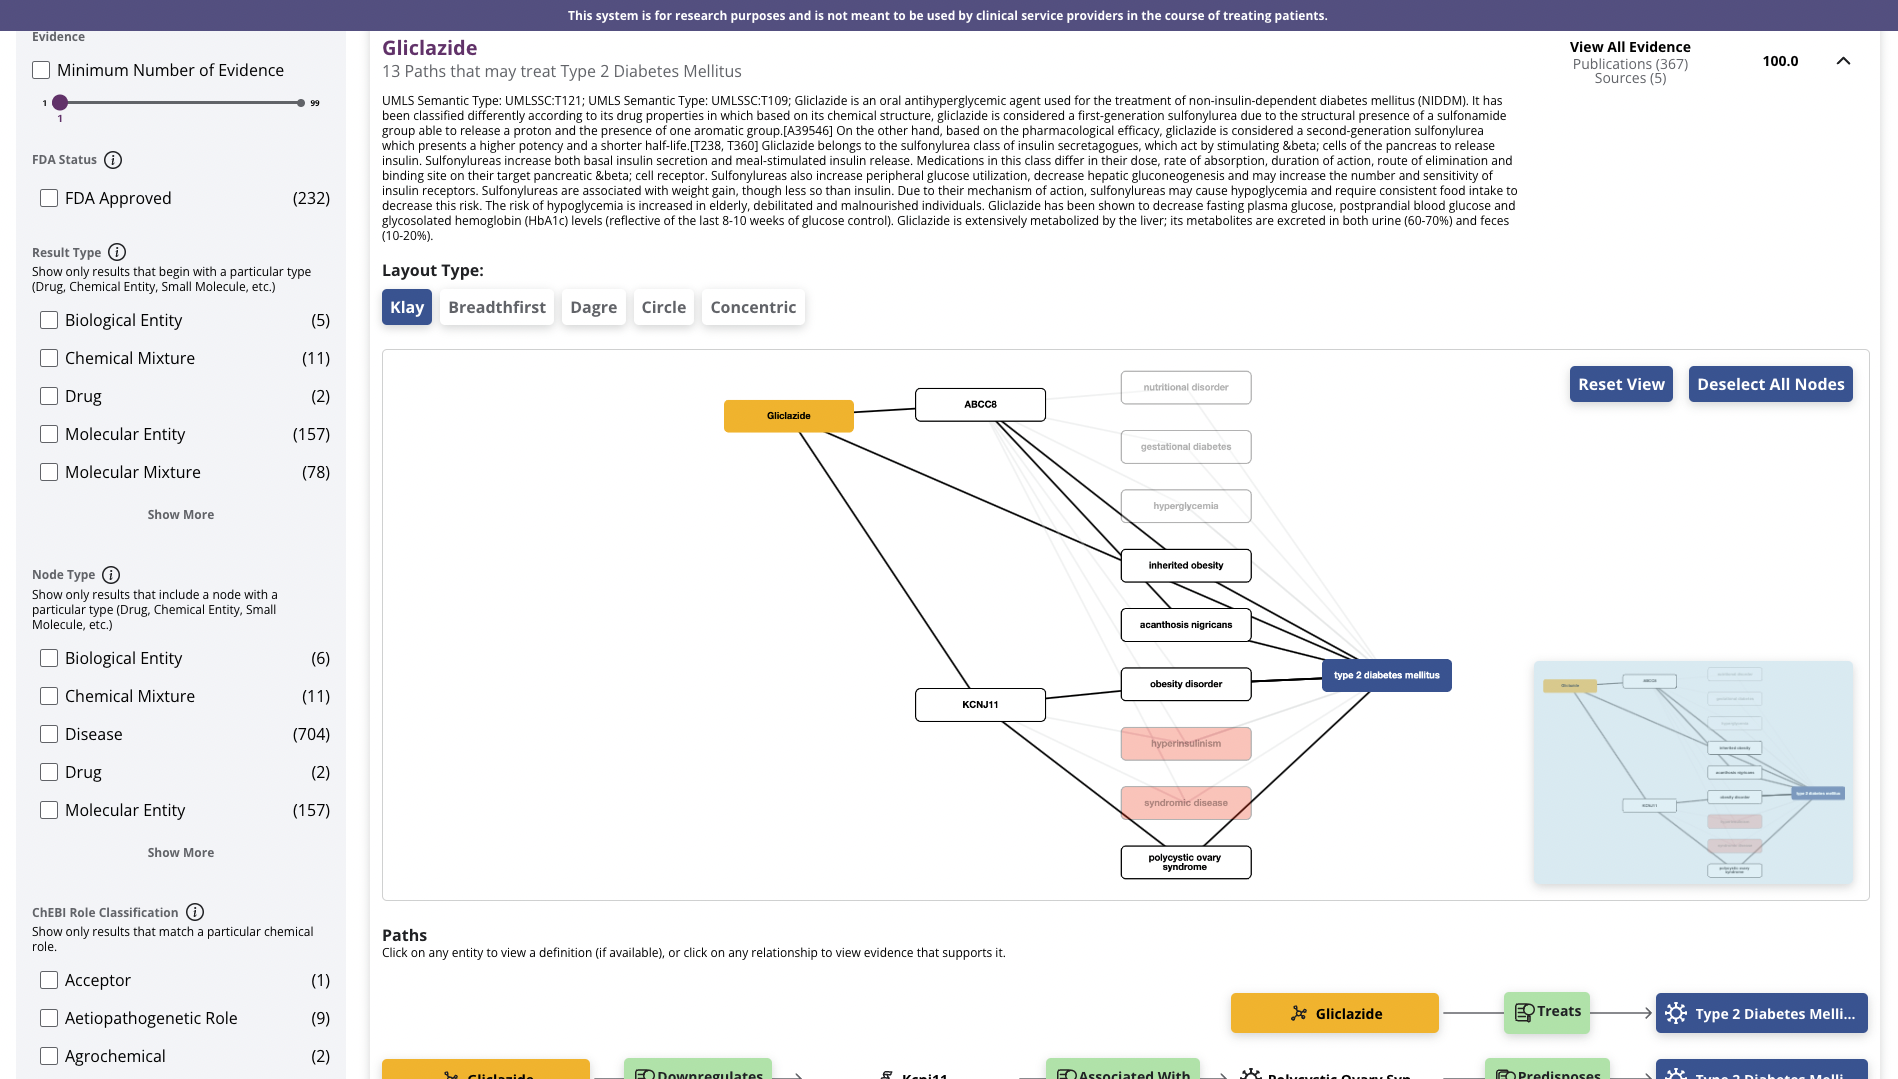 This system is for research purposes and is not meant to be used by clinical service providers in the course of treating patients.
Evidence
Minimum Number of Evidence
1
99
1
FDA Status
FDA Approved (232)
Result Type
Show only results that begin with a particular type
(Drug, Chemical Entity, Small Molecule, etc.)
Biological Entity (5)
Chemical Mixture (11)
Drug (2)
Molecular Entity (157)
Molecular Mixture (78)
Show More
Node Type
Show only results that include a node with a
particular type (Drug, Chemical Entity, Small
Molecule, etc.)
Biological Entity (6)
Chemical Mixture (11)
Disease (704)
Drug (2)
Molecular Entity (157)
Show More
ChEBI Role Classification
Show only results that match a particular chemical
role.
Acceptor (1)
Aetiopathogenetic Role (9)
Agrochemical (2)
Gliclazide
13 Paths that may treat Type 2 Diabetes Mellitus
View All Evidence
Publications (367)
Sources (5)
100.0
UMLS Semantic Type: UMLSSC:T121; UMLS Semantic Type: UMLSSC:T109; Gliclazide is an oral antihyperglycemic agent used for the treatment of non-insulin-dependent diabetes mellitus (NIDDM). It has
been classified differently according to its drug properties in which based on its chemical structure, gliclazide is considered a first-generation sulfonylurea due to the structural presence of a sulfonamide
group able to release a proton and the presence of one aromatic group.[A39546] On the other hand, based on the pharmacological efficacy, gliclazide is considered a second-generation sulfonylurea
which presents a higher potency and a shorter half-life.[T238, T360] Gliclazide belongs to the sulfonylurea class of insulin secretagogues, which act by stimulating &beta; cells of the pancreas to release
insulin. Sulfonylureas increase both basal insulin secretion and meal-stimulated insulin release. Medications in this class differ in their dose, rate of absorption, duration of action, route of elimination and
binding site on their target pancreatic &beta; cell receptor. Sulfonylureas also increase peripheral glucose utilization, decrease hepatic gluconeogenesis and may increase the number and sensitivity of
insulin receptors. Sulfonylureas are associated with weight gain, though less so than insulin. Due to their mechanism of action, sulfonylureas may cause hypoglycemia and require consistent food intake to
decrease this risk. The risk of hypoglycemia is increased in elderly, debilitated and malnourished individuals. Gliclazide has been shown to decrease fasting plasma glucose, postprandial blood glucose and
glycosolated hemoglobin (HbA1c) levels (reflective of the last 8-10 weeks of glucose control). Gliclazide is extensively metabolized by the liver; its metabolites are excreted in both urine (60-70%) and feces
(10-20%).
Layout Type:
Klay Breadthfirst Dagre Circle Concentric
Reset View Deselect All Nodes
Gliclazide
ABCC8
KCNJ11
nutritional disorder
gestational diabetes
hyperglycemia
inherited obesity
acanthosis nigricans
obesity disorder
hyperinsulinism
syndromic disease
polycystic ovary
syndrome
type 2 diabetes mellitus
Gliclazide
ABCC8
KCNJ11
inherited obesity
acanthosis nigricans
obesity disorder
polycystic ovary
syndrome
type 2 diabetes mellitus
Paths
Click on any entity to view a definition (if available), or click on any relationship to view evidence that supports it.
Gliclazide Treats Type 2 Diabetes Melli...
Gliclazide Downregulates Kcnj11 Associated With Polycystic Ovary Syn... Predisposes Type 2 Diabetes Melli...